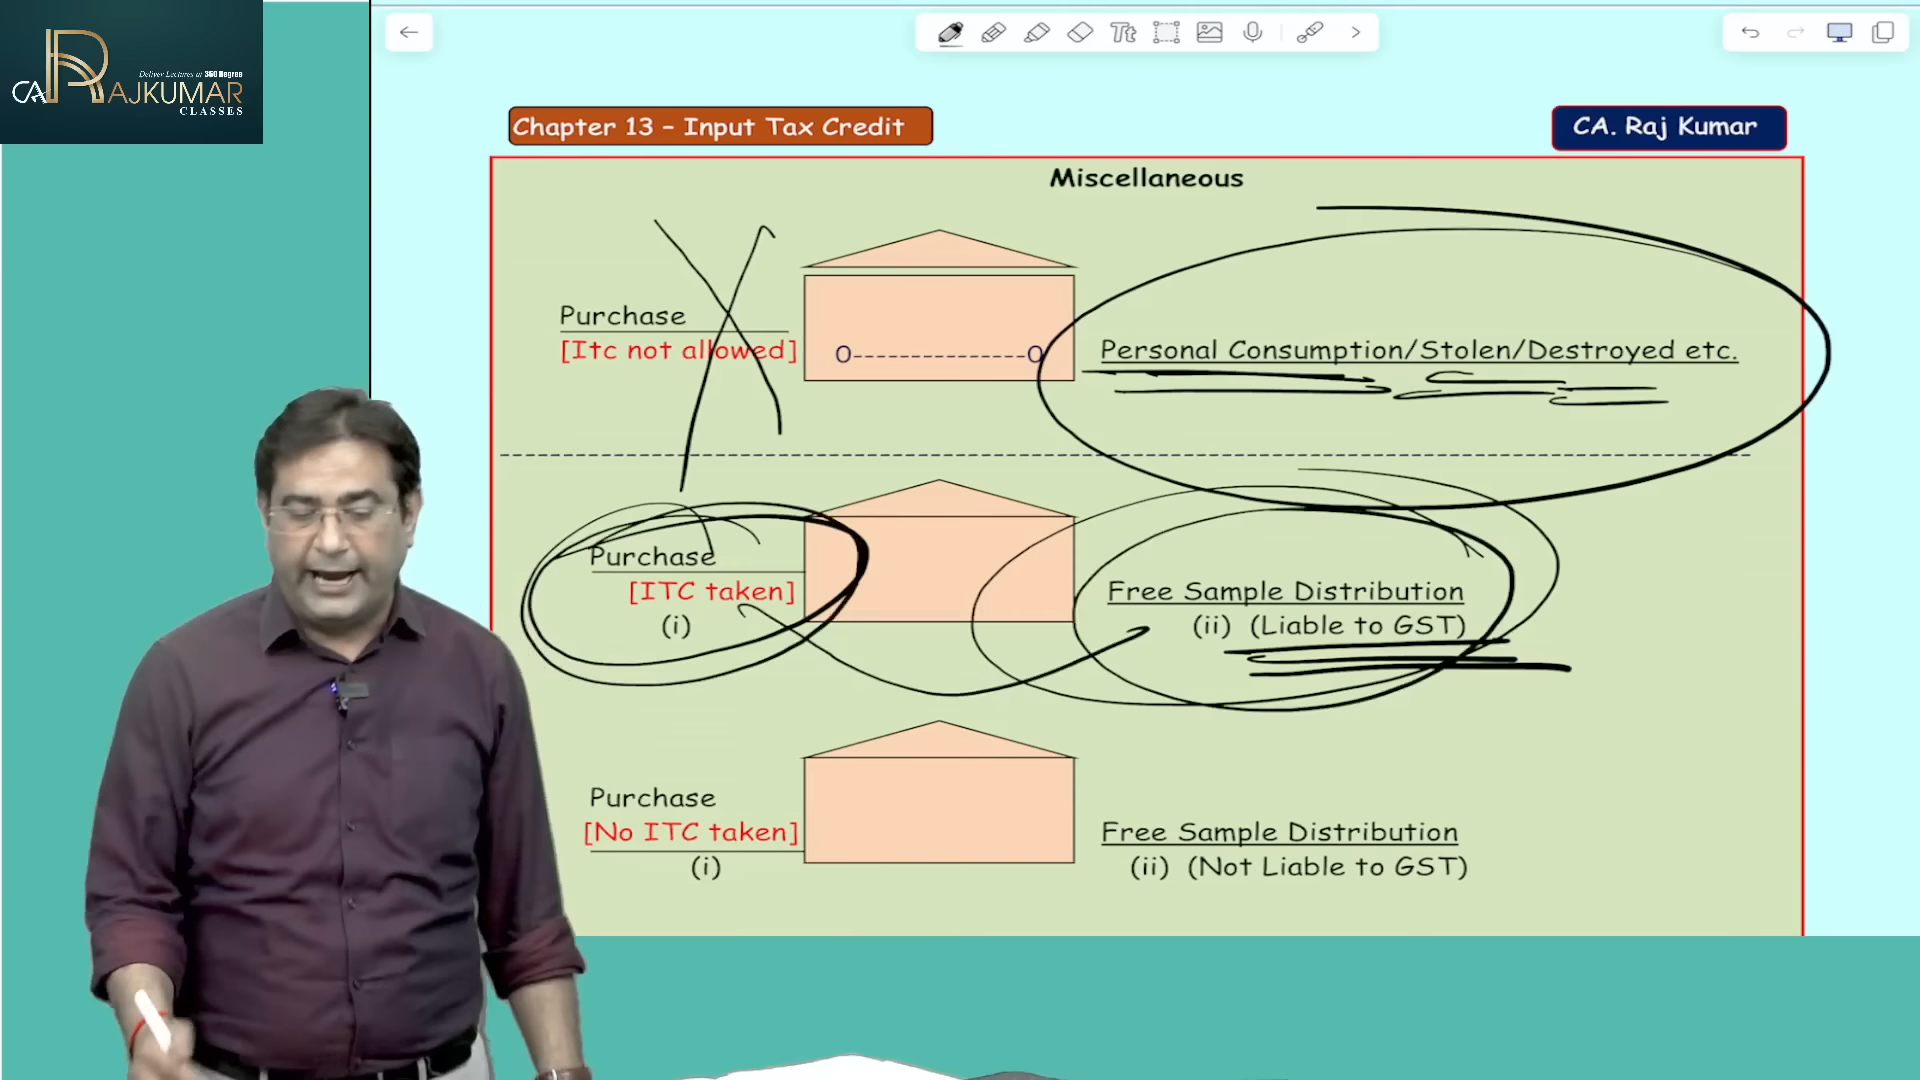 Deliver Lectures at 360 Degree
CA RAJKUMAR
CLASSES
Tt
Chapter 13 – Input Tax Credit
CA. Raj Kumar
Miscellaneous
Purchase
[Itc not allowed]
O---------------O
Personal Consumption/Stolen/Destroyed etc.
Purchase
[ITC taken]
(i)
Free Sample Distribution
(ii) (Liable to GST)
Purchase
[No ITC taken]
(i)
Free Sample Distribution
(ii) (Not Liable to GST)